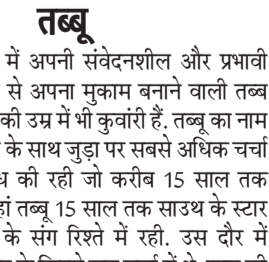 तब्बू
में अपनी संवेदनशील और प्रभावी
से अपना मुकाम बनाने वाली तब्ब
की उम्र में भी कुवांरी हैं. तब्बू का नाम
के साथ जुड़ा पर सबसे अधिक चर्चा
की रही जो करीब 15 साल तक
तब्बू 15 साल तक साउथ के स्टार
के संग रिश्ते में रही. उस दौर में